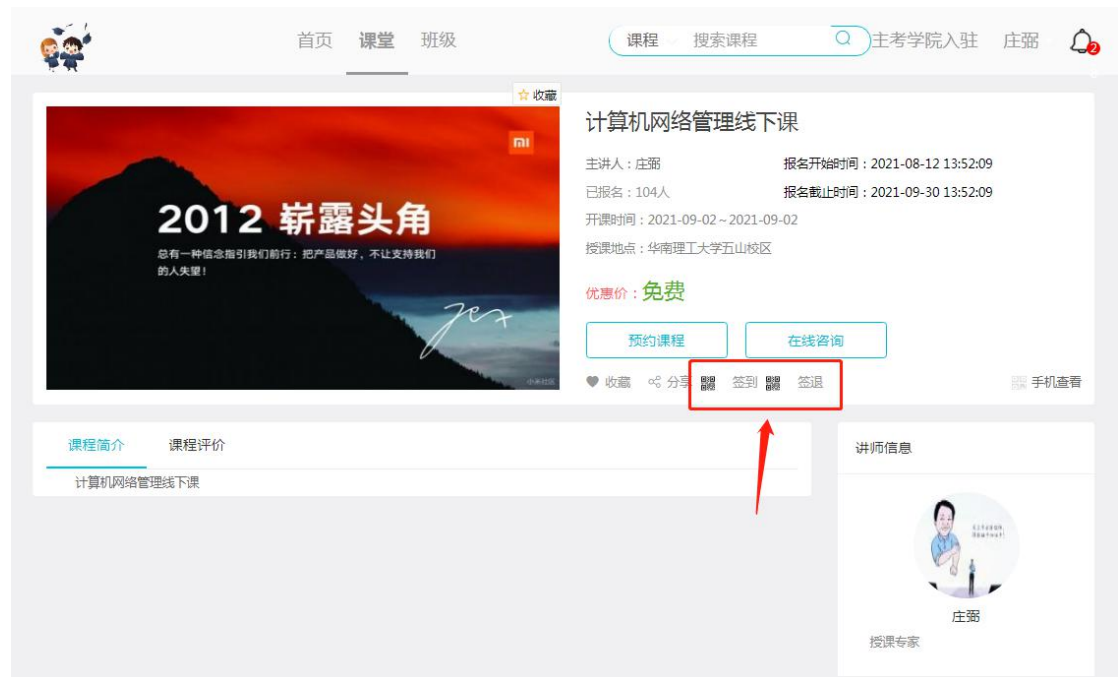 首页 课堂 班级 课程 搜索课程 主考学院入驻 庄弼 2
收藏
mi
2012 崭露头角
总有一种信念指引我们前行：把产品做好，不让支持我们
的人失望！
小米社区
计算机网络管理线下课
主讲人：庄弼 报名开始时间：2021-08-12 13:52:09
已报名：104人 报名截止时间：2021-09-30 13:52:09
开课时间：2021-09-02~2021-09-02
授课地点：华南理工大学五山校区
优惠价：免费
预约课程 在线咨询
收藏 分享 签到 签退 手机查看
课程简介 课程评价
计算机网络管理线下课
讲师信息
庄弼
授课专家